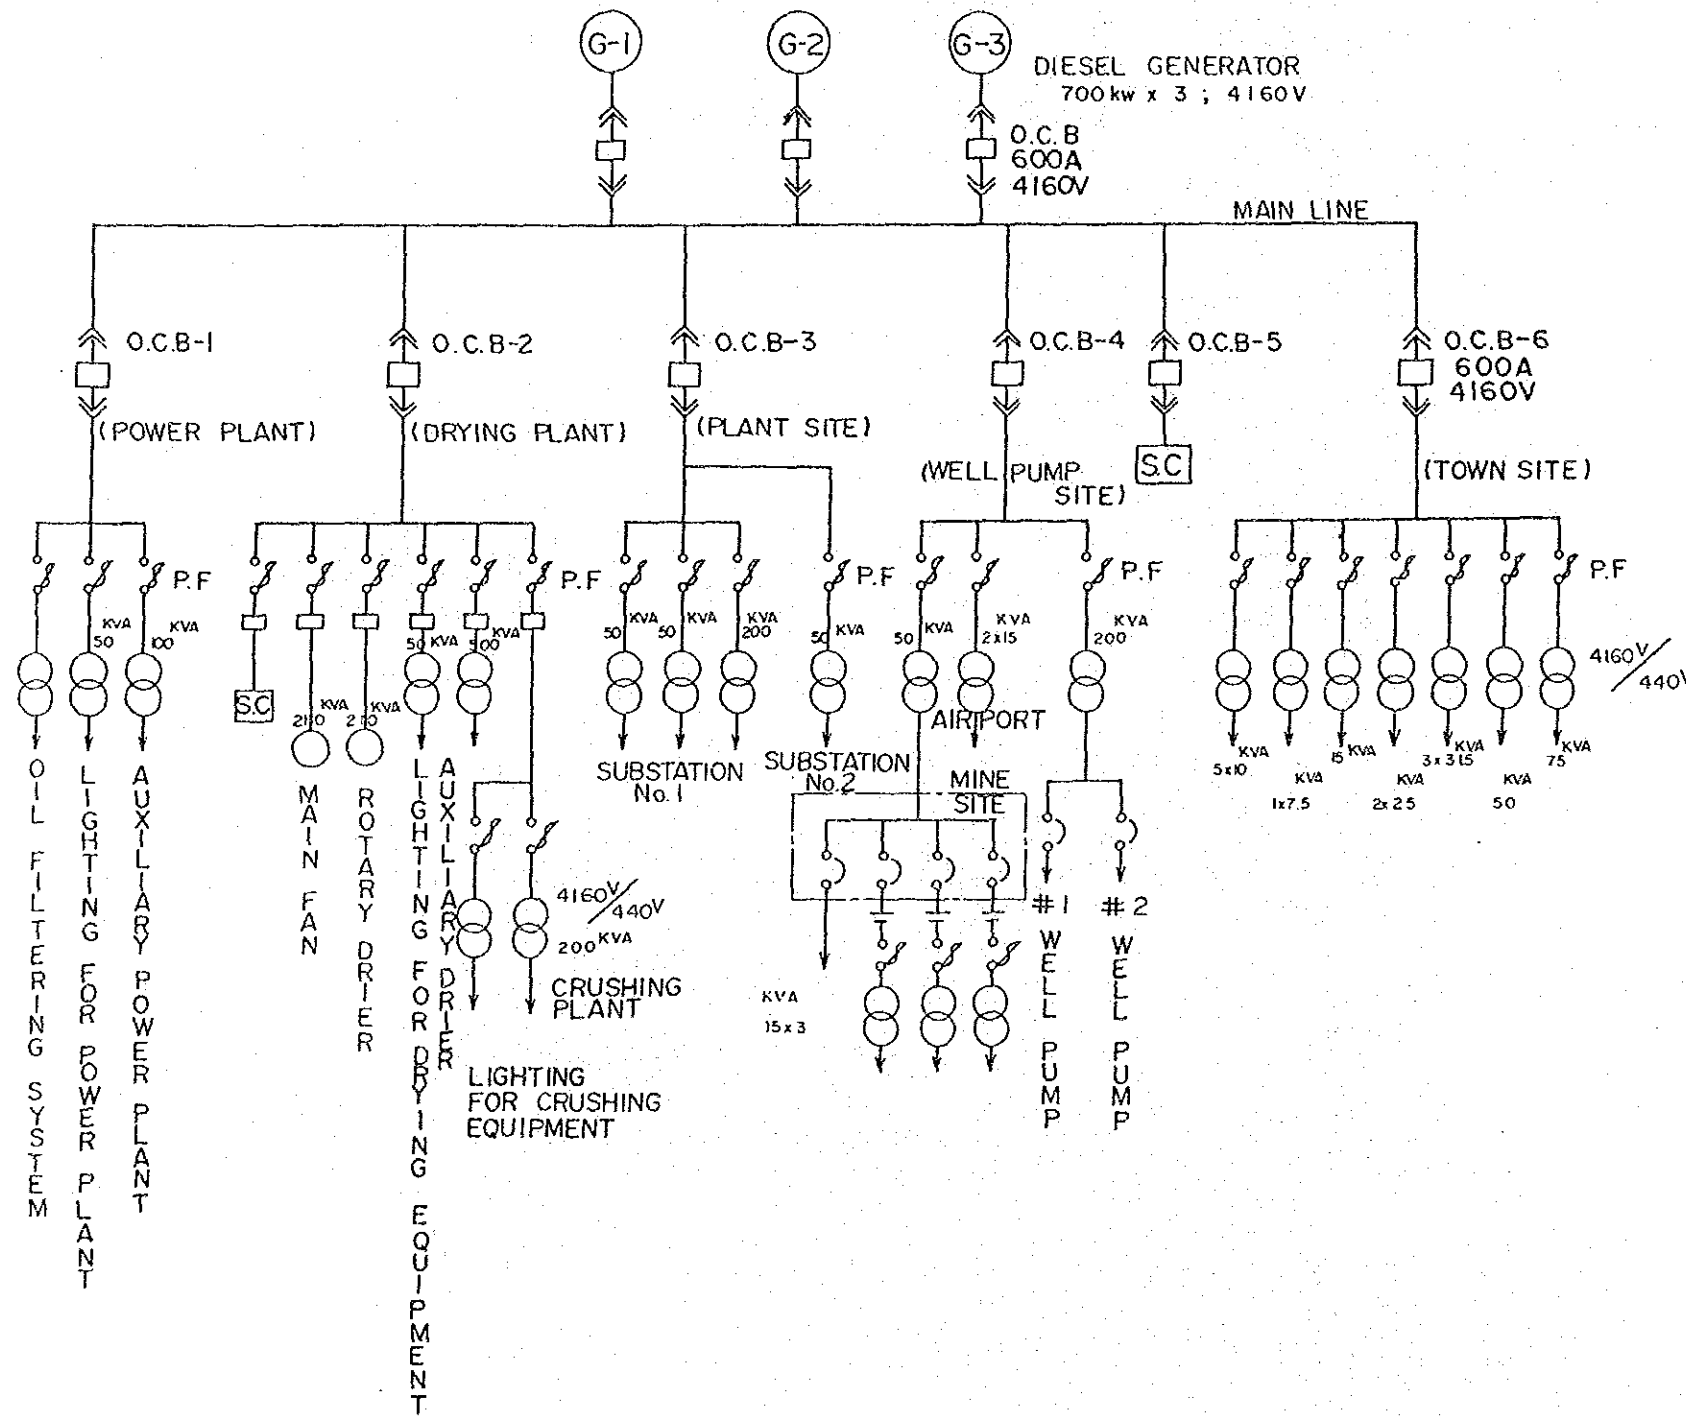 G-1
G-2
G-3
DIESEL GENERATOR
700kw x 3 ; 4160V
O.C.B
600A
4160V
MAIN LINE
O.C.B-1
O.C.B-2
O.C.B-3
O.C.B-4
O.C.B-5
O.C.B-6
600A
4160V
(POWER PLANT)
(DRYING PLANT)
(PLANT SITE)
(WELL PUMP
SITE)
S.C
(TOWN SITE)
P.F
P.F
P.F
P.F
P.F
KVA
50
KVA
100
50 KVA
KVA
500
50 KVA
50 KVA
KVA
200
50 KVA
50 KVA
KVA
2x15
KVA
200
4160V/440V
S.C
KVA
KVA
AIRPORT
SUBSTATION
No.1
SUBSTATION
No.2
MINE
SITE
KVA
5x10
KVA
1x7.5
15 KVA
KVA
2x25
KVA
KVA
50
KVA
75
OIL FILTERING SYSTEM
LIGHTING FOR POWER PLANT
AUXILIARY POWER PLANT
MAIN FAN
ROTARY DRIER
LIGHTING FOR DRYING EQUIPMENT
AUXILIARY DRIER
4160V/440V
200 KVA
CRUSHING
PLANT
LIGHTING
FOR CRUSHING
EQUIPMENT
KVA
15x3
#1 WELL PUMP
#2 WELL PUMP